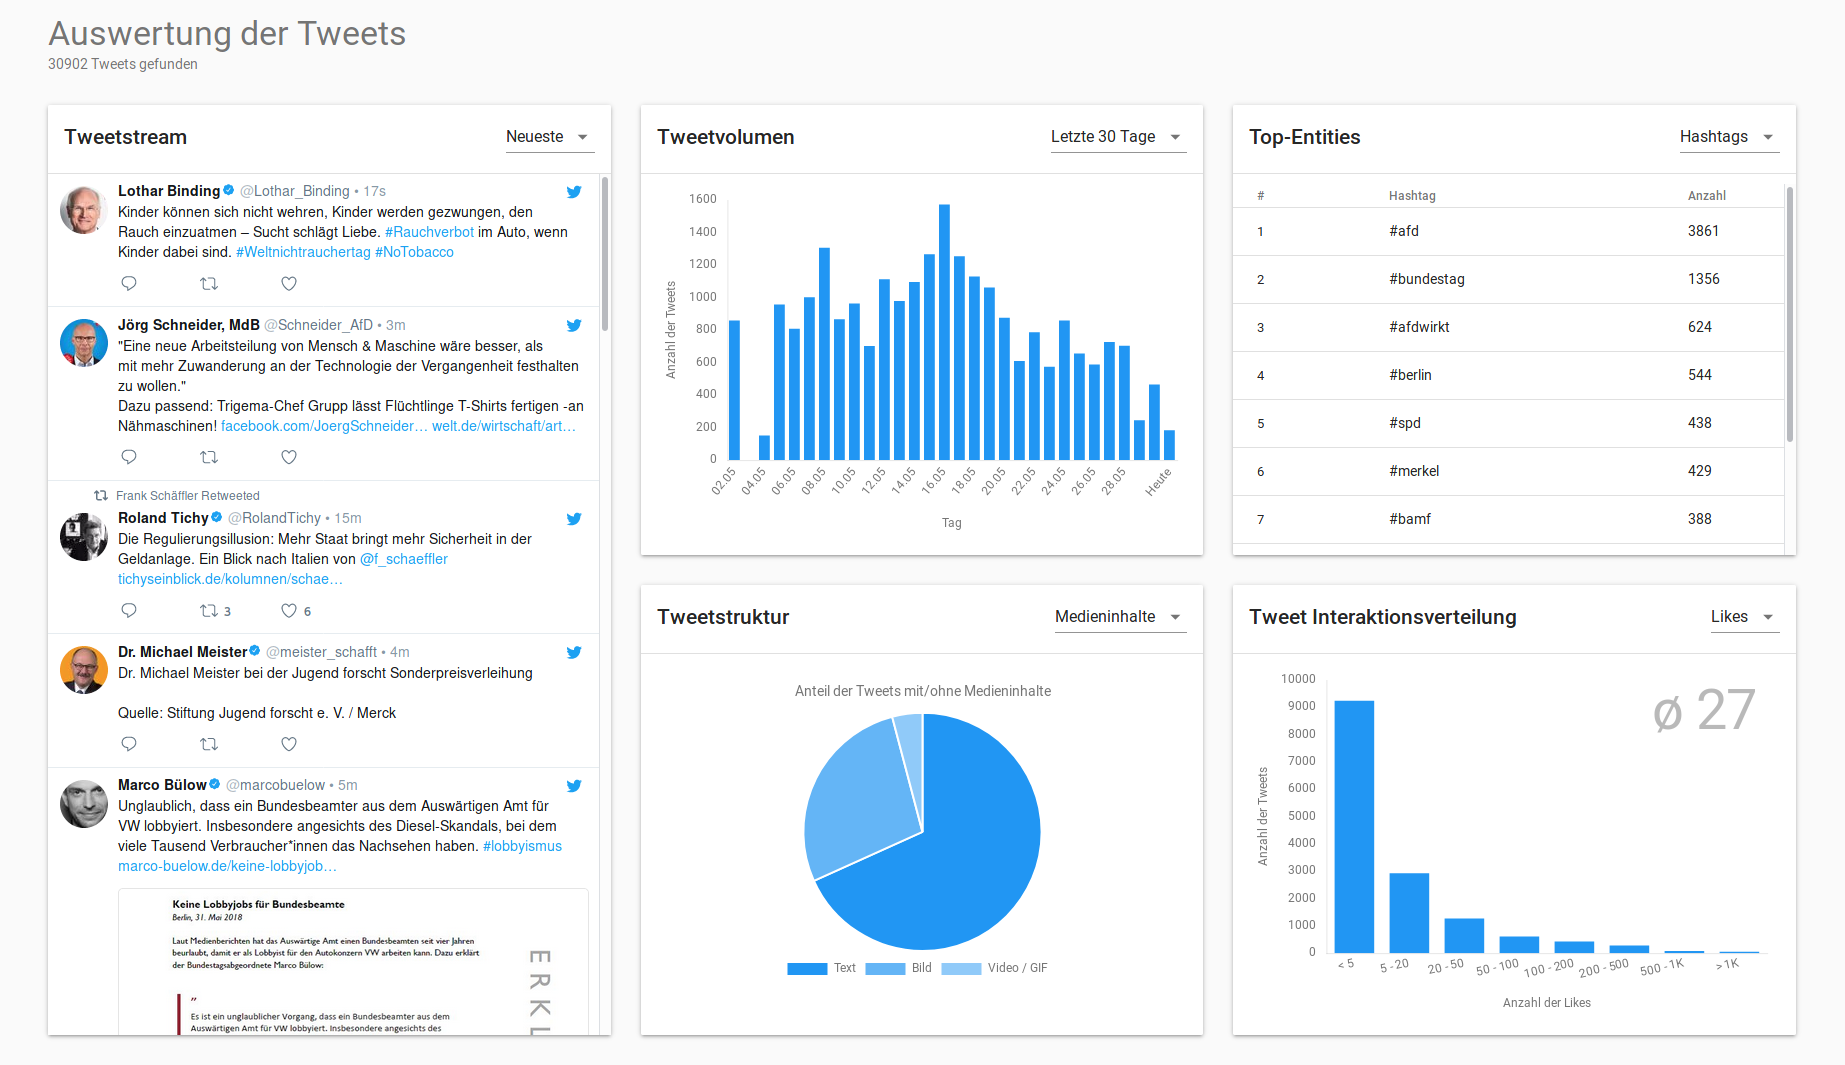 Auswertung der Tweets
30902 Tweets gefunden
Tweetstream
Neueste
Lothar Binding @Lothar_Binding • 17s
Kinder können sich nicht wehren, Kinder werden gezwungen, den
Rauch einzuatmen – Sucht schlägt Liebe. #Rauchverbot im Auto, wenn
Kinder dabei sind. #Weltnichtrauchertag #NoTobacco
Jörg Schneider, MdB @Schneider_AfD • 3m
"Eine neue Arbeitsteilung von Mensch & Maschine wäre besser, als
mit mehr Zuwanderung an der Technologie der Vergangenheit festhalten
zu wollen."
Dazu passend: Trigema-Chef Grupp lässt Flüchtlinge T-Shirts fertigen -an
Nähmaschinen! facebook.com/JoergSchneider… welt.de/wirtschaft/art…
Frank Schäffler Retweeted
Roland Tichy @RolandTichy • 15m
Die Regulierungsillusion: Mehr Staat bringt mehr Sicherheit in der
Geldanlage. Ein Blick nach Italien von @f_schaeffler
tichyseinblick.de/kolumnen/schae…
3 6
Dr. Michael Meister @meister_schafft • 4m
Dr. Michael Meister bei der Jugend forscht Sonderpreisverleihung
Quelle: Stiftung Jugend forscht e. V. / Merck
Marco Bülow @marcobuelow • 5m
Unglaublich, dass ein Bundesbeamter aus dem Auswärtigen Amt für
VW lobbyiert. Insbesondere angesichts des Diesel-Skandals, bei dem
viele Tausend Verbraucher*innen das Nachsehen haben. #lobbyismus
marco-buelow.de/keine-lobbyjob…
Keine Lobbyjobs für Bundesbeamte
Berlin, 31. Mai 2018
Laut Medienberichten hat das Auswärtige Amt einen Bundesbeamten seit vier Jahren
beurlaubt, damit er als Lobbyist für den Autokonzern VW arbeiten kann. Dazu erklärt
der Bundestagsabgeordnete Marco Bülow:
"
Es ist ein unglaublicher Vorgang, dass ein Bundesbeamter aus dem
Auswärtigen Amt für VW lobbyiert. Insbesondere angesichts des
ERKL
Tweetvolumen
Letzte 30 Tage
Anzahl der Tweets
1600
1400
1200
1000
800
600
400
200
0
02.05 04.05 06.05 08.05 10.05 12.05 14.05 16.05 18.05 20.05 22.05 24.05 26.05 28.05 Heute
Tag
Top-Entities
Hashtags
# Hashtag Anzahl
1 #afd 3861
2 #bundestag 1356
3 #afdwirkt 624
4 #berlin 544
5 #spd 438
6 #merkel 429
7 #bamf 388
Tweetstruktur
Medieninhalte
Anteil der Tweets mit/ohne Medieninhalte
Text Bild Video / GIF
Tweet Interaktionsverteilung
Likes
ø 27
Anzahl der Tweets
10000
9000
8000
7000
6000
5000
4000
3000
2000
1000
0
< 5 5 - 20 20 - 50 50 - 100 100 - 200 200 - 500 500 - 1K > 1K
Anzahl der Likes